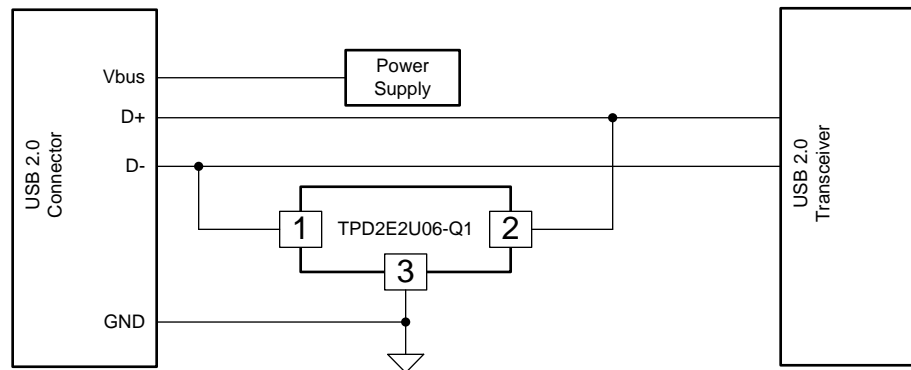 USB 2.0
Connector
Vbus
D+
D-
GND
Power
Supply
1
TPD2E2U06-Q1
2
3
USB 2.0
Transceiver